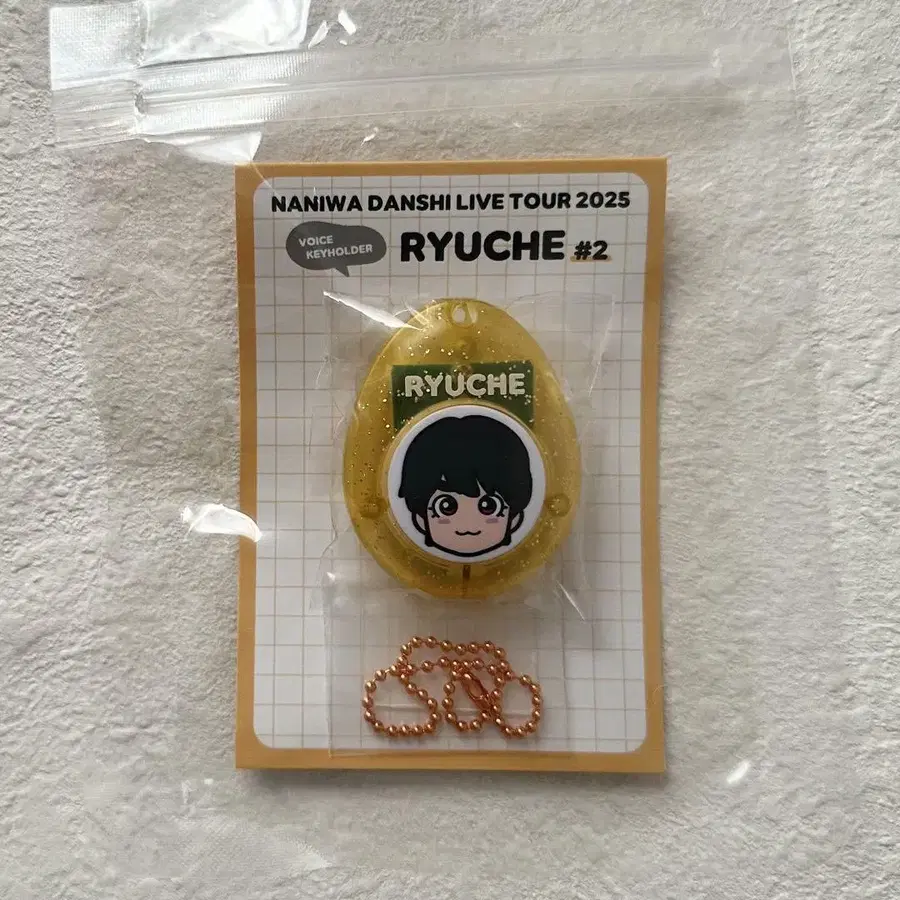 NANIWA DANSHI LIVE TOUR 2025
VOICE
KEYHOLDER
RYUCHE #2
RYUCHE